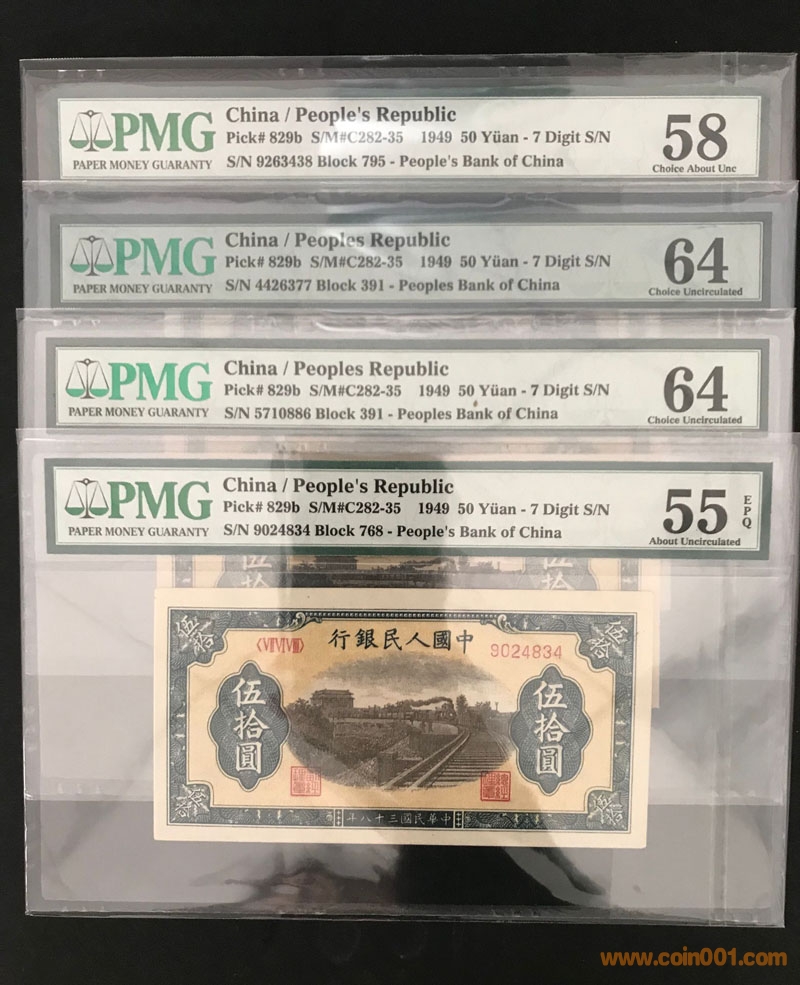 PMG
PAPER MONEY GUARANTY
China / People's Republic
Pick# 829b S/M#C282-35 1949 50 Yüan - 7 Digit S/N
S/N 9263438 Block 795 - People's Bank of China
58
Choice About Unc
PMG
PAPER MONEY GUARANTY
China / Peoples Republic
Pick# 829b S/M#C282-35 1949 50 Yüan - 7 Digit S/N
S/N 4426377 Block 391 - Peoples Bank of China
64
Choice Uncirculated
PMG
PAPER MONEY GUARANTY
China / Peoples Republic
Pick# 829b S/M#C282-35 1949 50 Yüan - 7 Digit S/N
S/N 5710886 Block 391 - Peoples Bank of China
64
Choice Uncirculated
PMG
PAPER MONEY GUARANTY
China / People's Republic
Pick# 829b S/M#C282-35 1949 50 Yüan - 7 Digit S/N
S/N 9024834 Block 768 - People's Bank of China
55
EPQ
About Uncirculated
伍拾
伍拾
行銀民人國中
〈ⅦⅥⅧ〉
9024834
伍拾圓
伍拾圓
年八十三國民華中
www.coin001.com